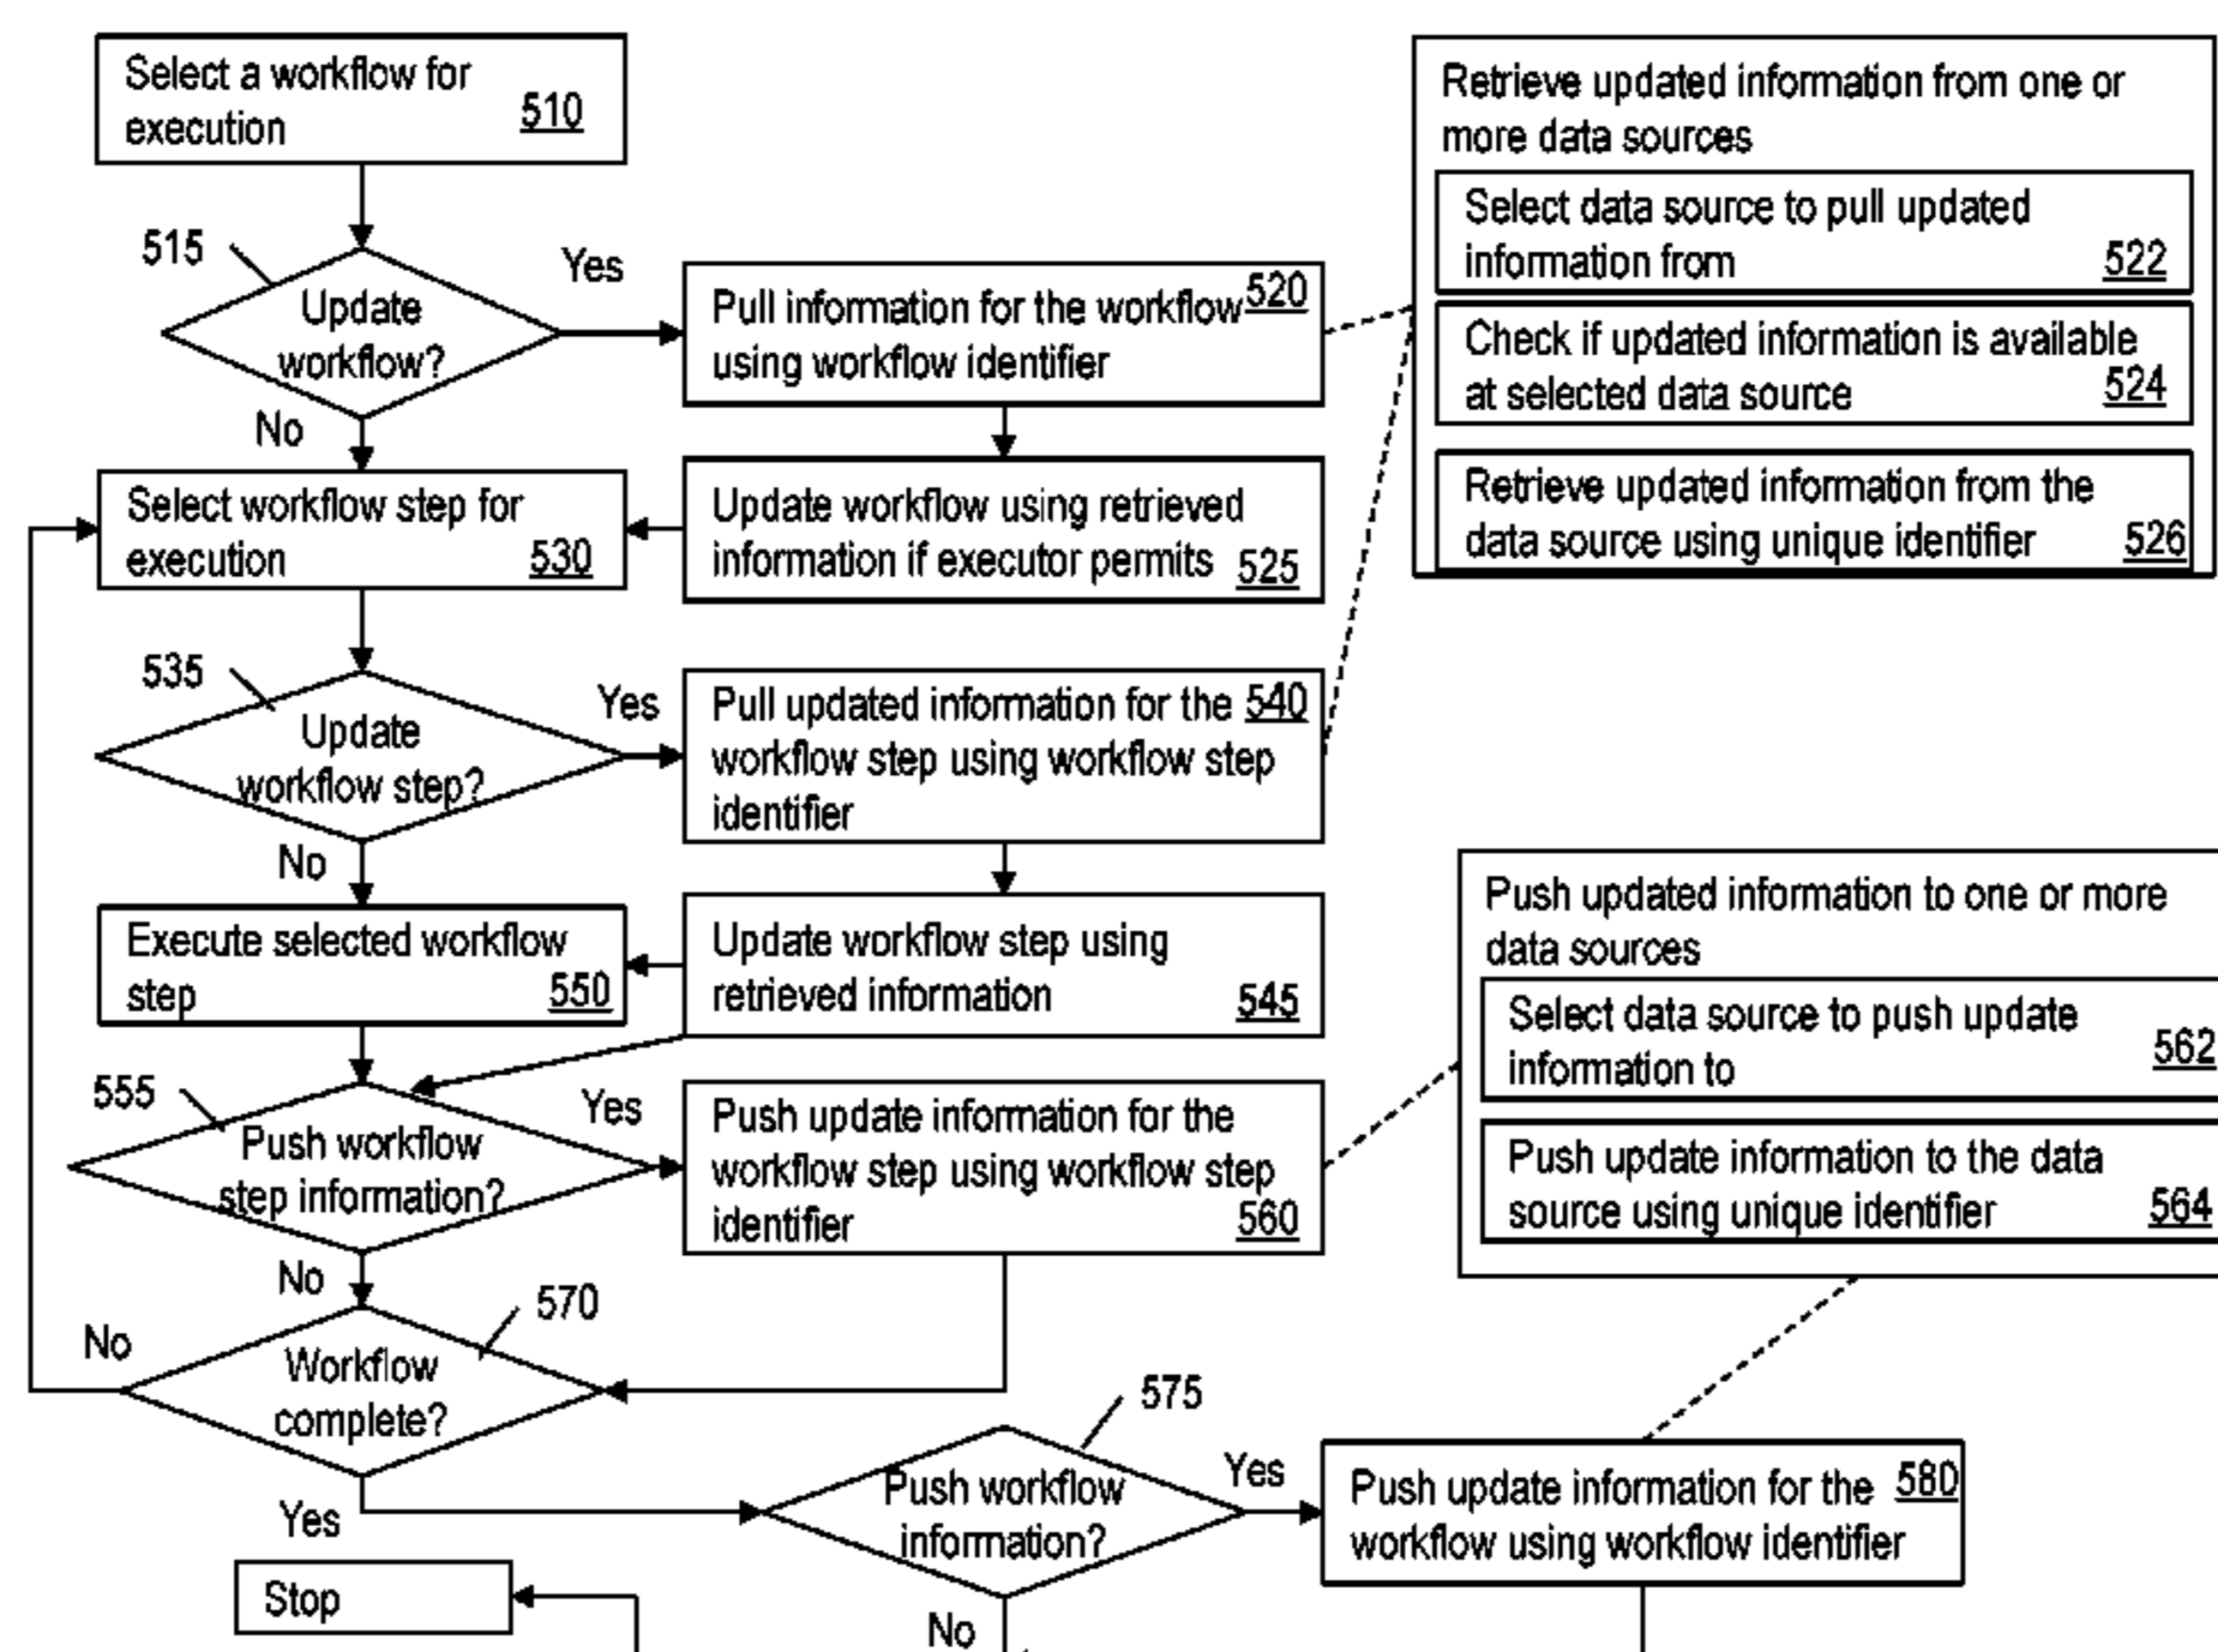 Select a workflow for
execution 510
515
Update
workflow?
Yes
No
Pull information for the workflow 520
using workflow identifier
Update workflow using retrieved
information if executor permits 525
Retrieve updated information from one or
more data sources
Select data source to pull updated
information from 522
Check if updated information is available
at selected data source 524
Retrieve updated information from the
data source using unique identifier 526
Select workflow step for
execution 530
535
Update
workflow step?
Yes
No
Pull updated information for the 540
workflow step using workflow step
identifier
Update workflow step using
retrieved information 545
Execute selected workflow
step 550
555
Push workflow
step information?
Yes
No
Push update information for the
workflow step using workflow step
identifier 560
Push updated information to one or more
data sources
Select data source to push update
information to 562
Push update information to the data
source using unique identifier 564
570
Workflow
complete?
No
Yes
575
Push workflow
information?
Yes
No
Push update information for the 580
workflow using workflow identifier
Stop